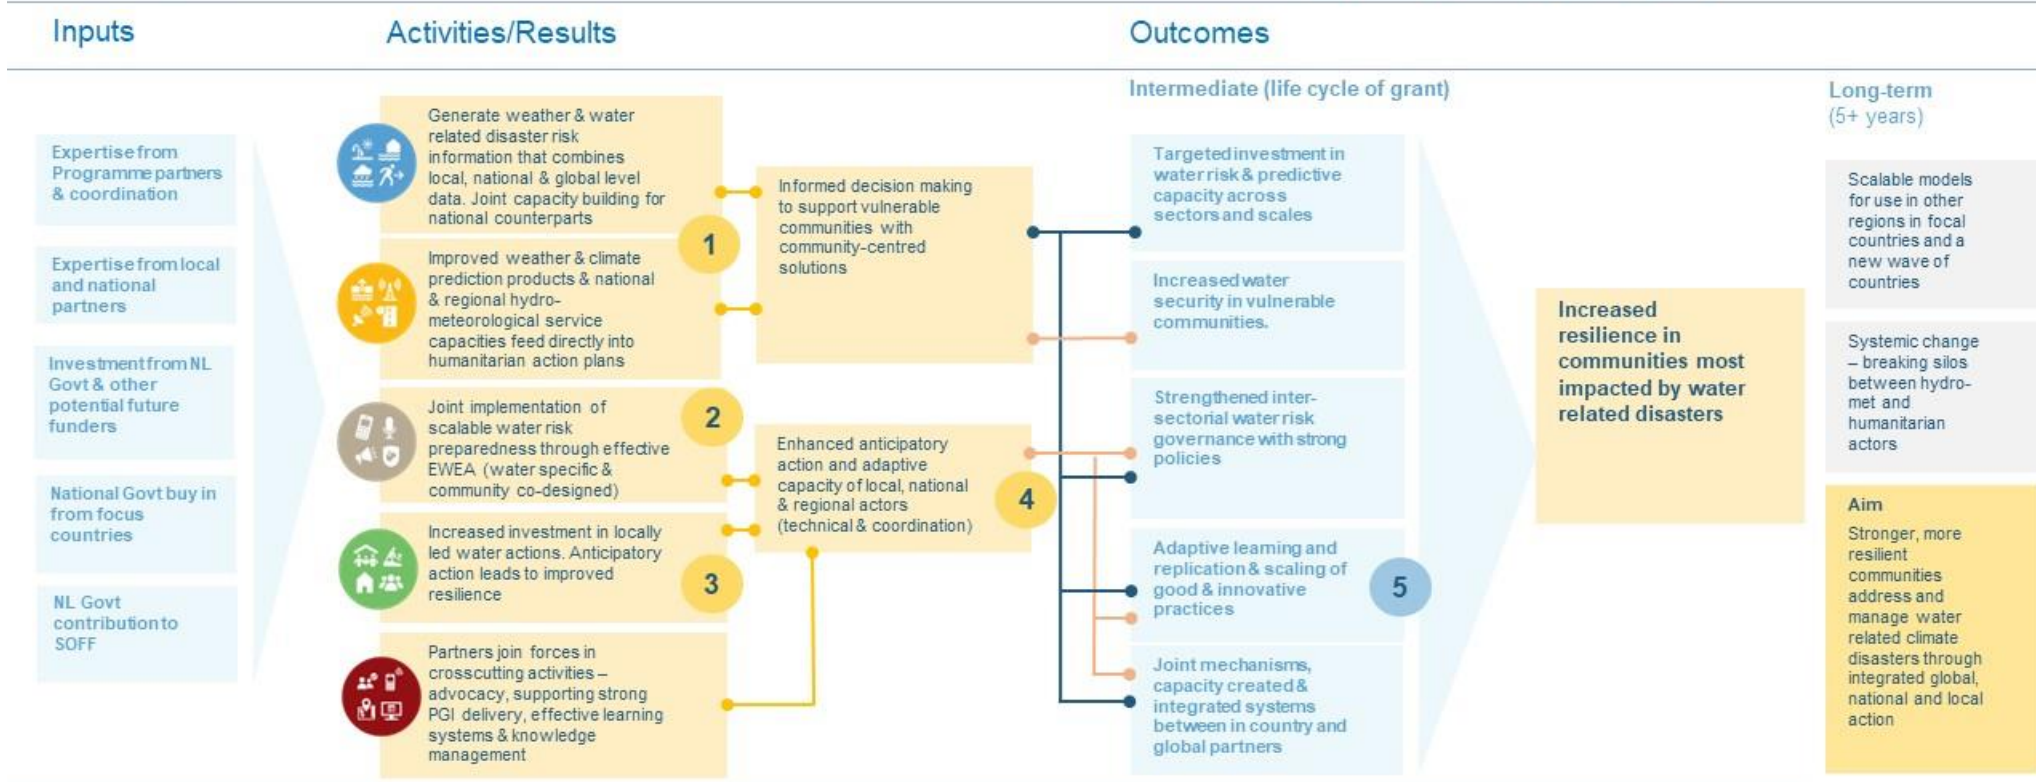 Inputs
Activities/Results
Outcomes
Expertise from
Programme partners
& coordination
Expertise from local
and national
partners
Investment from NL
Govt & other
potential future
funders
National Govt buy in
from focus
countries
NL Govt
contribution to
SOFF
Generate weather & water
related disaster risk
information that combines
local, national & global level
data. Joint capacity building for
national counterparts
1
Improved weather & climate
prediction products & national
& regional hydro-
meteorological service
capacities feed directly into
humanitarian action plans
Joint implementation of
scalable water risk
preparedness through effective
EWEA (water specific &
community co-designed)
2
Increased investment in locally
led water actions. Anticipatory
action leads to improved
resilience
3
Partners join forces in
crosscutting activities –
advocacy, supporting strong
PGI delivery, effective learning
systems & knowledge
management
Informed decision making
to support vulnerable
communities with
community-centred
solutions
Enhanced anticipatory
action and adaptive
capacity of local, national
& regional actors
(technical & coordination)
4
Intermediate (life cycle of grant)
Targeted investment in
water risk & predictive
capacity across
sectors and scales
Increased water
security in vulnerable
communities.
Strengthened inter-
sectorial water risk
governance with strong
policies
Adaptive learning and
replication & scaling of
good & innovative
practices
5
Joint mechanisms,
capacity created &
integrated systems
between in country and
global partners
Increased
resilience in
communities most
impacted by water
related disasters
Long-term
(5+ years)
Scalable models
for use in other
regions in focal
countries and a
new wave of
countries
Systemic change
– breaking silos
between hydro-
met and
humanitarian
actors
Aim
Stronger, more
resilient
communities
address and
manage water
related climate
disasters through
integrated global,
national and local
action